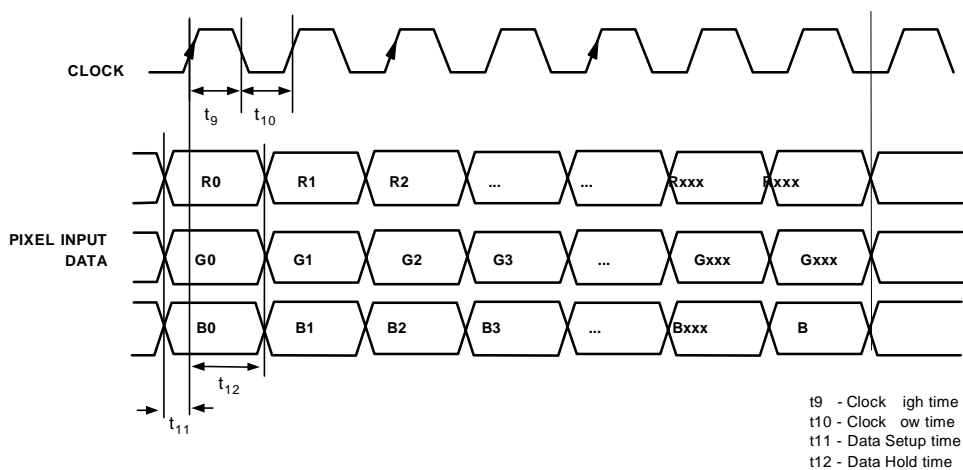 CLOCK
t9
t10
R0 R1 R2 ... ... Rxxx Rxxx
PIXEL INPUT
DATA
G0 G1 G2 G3 ... Gxxx Gxxx
B0 B1 B2 B3 ... Bxxx B
t12
t11
t9 - Clock igh time
t10 - Clock ow time
t11 - Data Setup time
t12 - Data Hold time